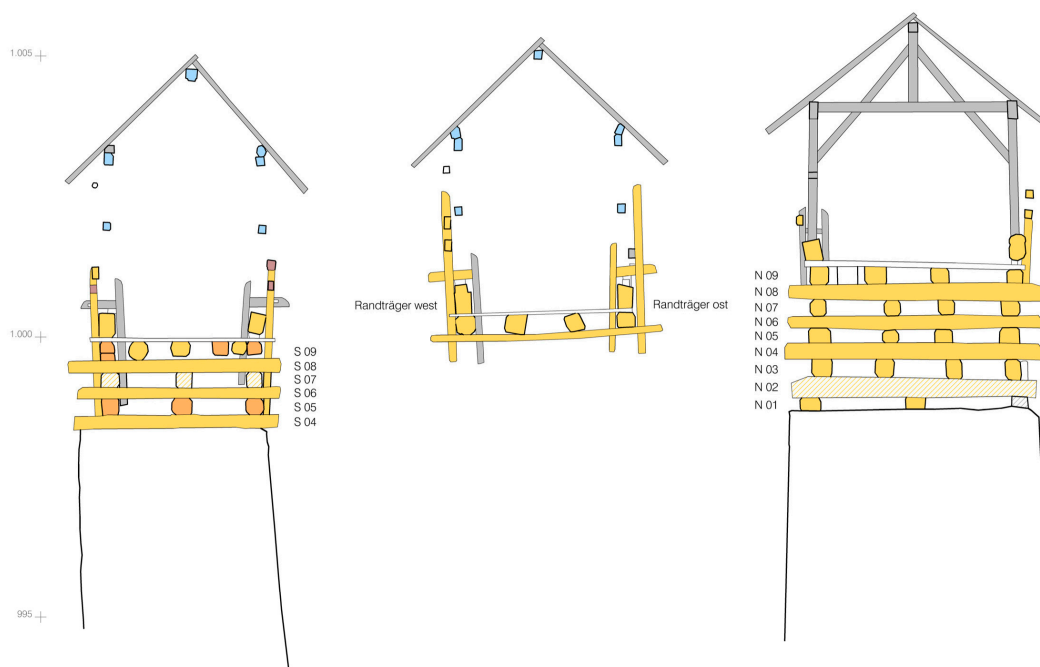 1.005
1.000
995
S 09
S 08
S 07
S 06
S 05
S 04
Randträger west
Randträger ost
N 09
N 08
N 07
N 06
N 05
N 04
N 03
N 02
N 01